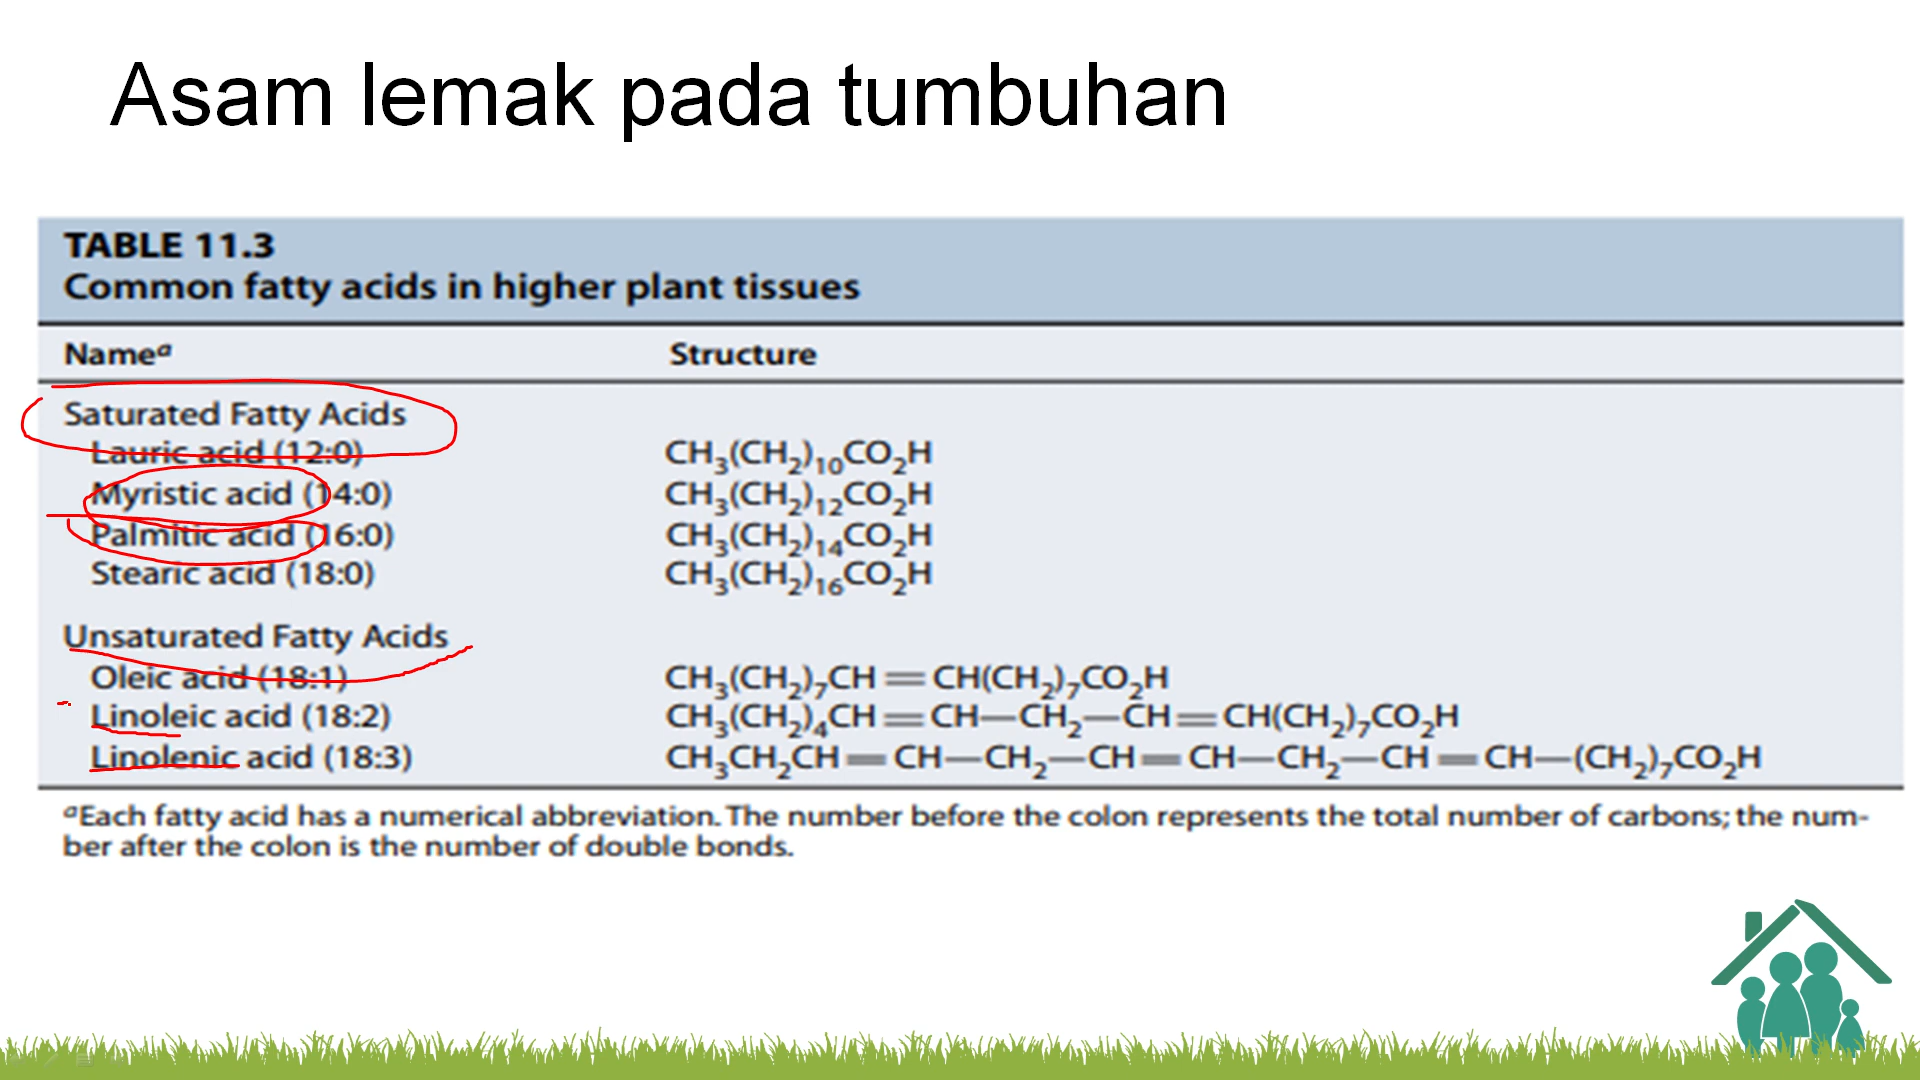 Asam lemak pada tumbuhan
TABLE 11.3
Common fatty acids in higher plant tissues
Nameᵃ Structure
Saturated Fatty Acids
Lauric acid (12:0) CH₃(CH₂)₁₀CO₂H
Myristic acid (14:0) CH₃(CH₂)₁₂CO₂H
Palmitic acid (16:0) CH₃(CH₂)₁₄CO₂H
Stearic acid (18:0) CH₃(CH₂)₁₆CO₂H
Unsaturated Fatty Acids
Oleic acid (18:1) CH₃(CH₂)₇CH＝CH(CH₂)₇CO₂H
Linoleic acid (18:2) CH₃(CH₂)₄CH＝CH—CH₂—CH＝CH(CH₂)₇CO₂H
Linolenic acid (18:3) CH₃CH₂CH＝CH—CH₂—CH＝CH—CH₂—CH＝CH—(CH₂)₇CO₂H
ᵃEach fatty acid has a numerical abbreviation. The number before the colon represents the total number of carbons; the num-
ber after the colon is the number of double bonds.